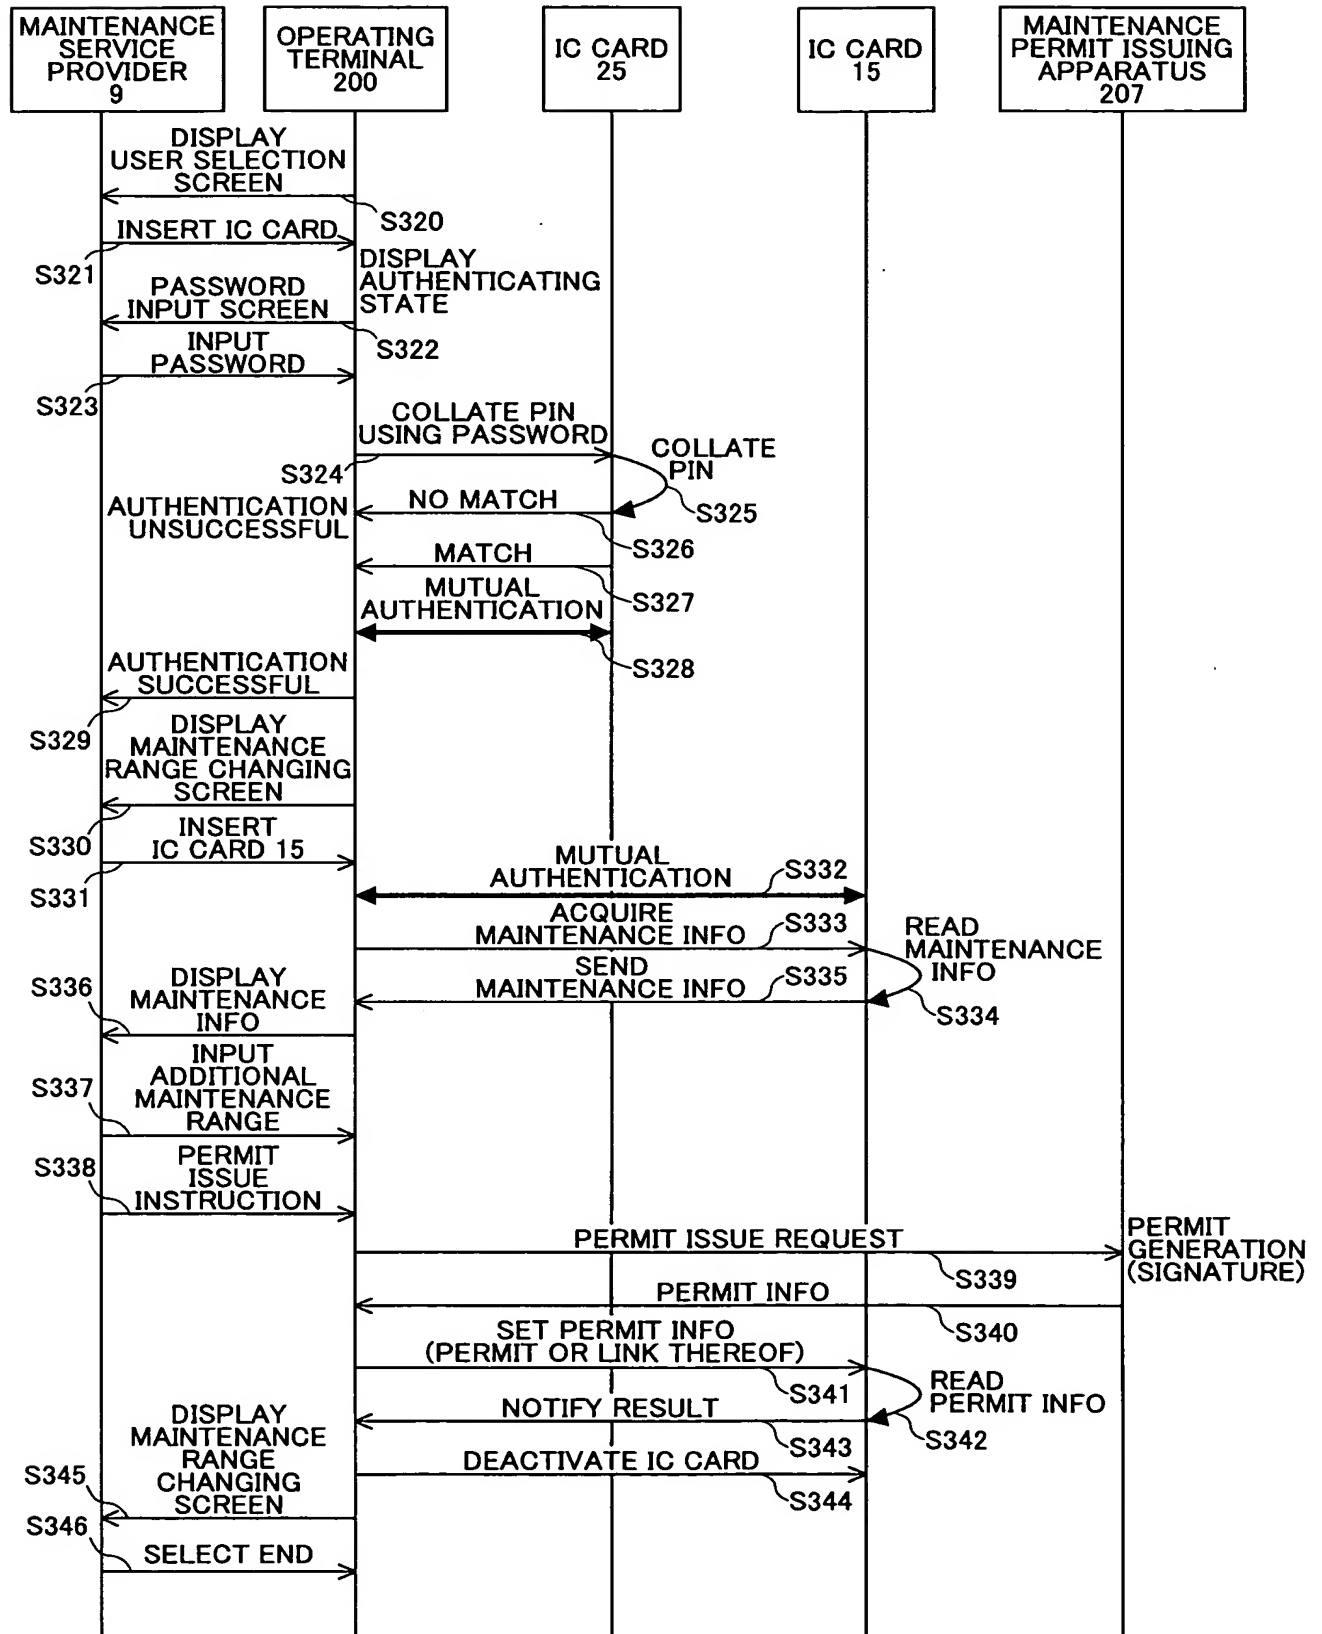 MAINTENANCE
SERVICE
PROVIDER
9
OPERATING
TERMINAL
200
IC CARD
25
IC CARD
15
MAINTENANCE
PERMIT ISSUING
APPARATUS
207
DISPLAY
USER SELECTION
SCREEN
S320
INSERT IC CARD
S321
DISPLAY
AUTHENTICATING
STATE
PASSWORD
INPUT SCREEN
S322
INPUT
PASSWORD
S323
COLLATE PIN
USING PASSWORD
S324
COLLATE
PIN
S325
NO MATCH
AUTHENTICATION
UNSUCCESSFUL
S326
MATCH
S327
MUTUAL
AUTHENTICATION
S328
AUTHENTICATION
SUCCESSFUL
S329
DISPLAY
MAINTENANCE
RANGE CHANGING
SCREEN
S330
INSERT
IC CARD 15
S331
MUTUAL
AUTHENTICATION
S332
ACQUIRE
MAINTENANCE INFO
S333
READ
MAINTENANCE
INFO
S334
SEND
MAINTENANCE INFO
S335
S336
DISPLAY
MAINTENANCE
INFO
S337
INPUT
ADDITIONAL
MAINTENANCE
RANGE
S338
PERMIT
ISSUE
INSTRUCTION
PERMIT ISSUE REQUEST
S339
PERMIT
GENERATION
(SIGNATURE)
PERMIT INFO
S340
SET PERMIT INFO
(PERMIT OR LINK THEREOF)
S341
READ
PERMIT INFO
S342
NOTIFY RESULT
S343
DEACTIVATE IC CARD
S344
S345
DISPLAY
MAINTENANCE
RANGE
CHANGING
SCREEN
S346
SELECT END